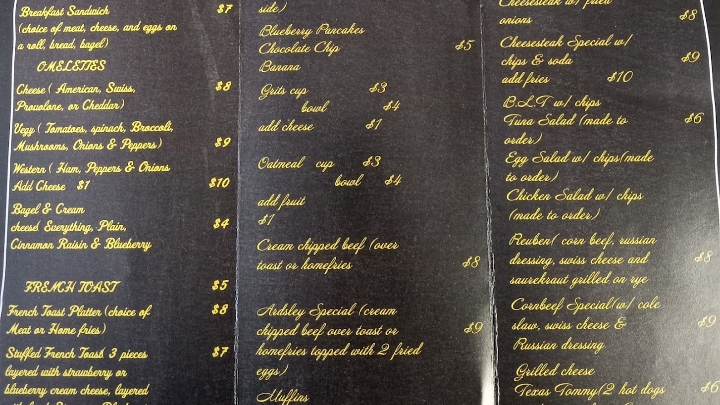 Breakfast Sandwich $7
(choice of meat, cheese, and eggs on
a roll, bread, bagel)
OMELETTES
Cheese ( American, Swiss, $8
Provolone, or Cheddar)
Vegy ( Tomatoes, spinach, Broccoli,
Mushrooms, Onions & Peppers) $9
Western ( Ham, Peppers & Onions
Add Cheese $1 $10
Bagel & Cream
cheese( Everything, Plain, $4
Cinnamon Raisin & Blueberry
FRENCH TOAST $5
French Toast Platter (choice of $8
Meat or Home fries)
Stuffed French Toast( 3 pieces $7
layered with strawberry or
blueberry cream cheese, layered
side)
Blueberry Pancakes
Chocolate Chip $5
Banana
Grits cup $3
bowl $4
add cheese $1
Oatmeal cup $3
bowl $4
add fruit
$1
Cream chipped beef (over
toast or homefries $8
Ardsley Special (cream
chipped beef over toast or $9
homefries topped with 2 fried
eggs)
Muffins
Cheesesteak w/ fried
onions $8
Cheesesteak Special w/
chips & soda $9
add fries $10
B.L.T w/ chips
Tuna Salad (made to $6
order)
Egg Salad w/ chips(made
to order)
Chicken Salad w/ chips
(made to order)
Reuben( corn beef, russian
dressing, swiss cheese and $8
saurekraut grilled on rye
Cornbeef Special(w/ cole
slaw, swiss cheese & $9
Russian dressing
Grilled cheese
Texas Tommy(2 hot dogs $6